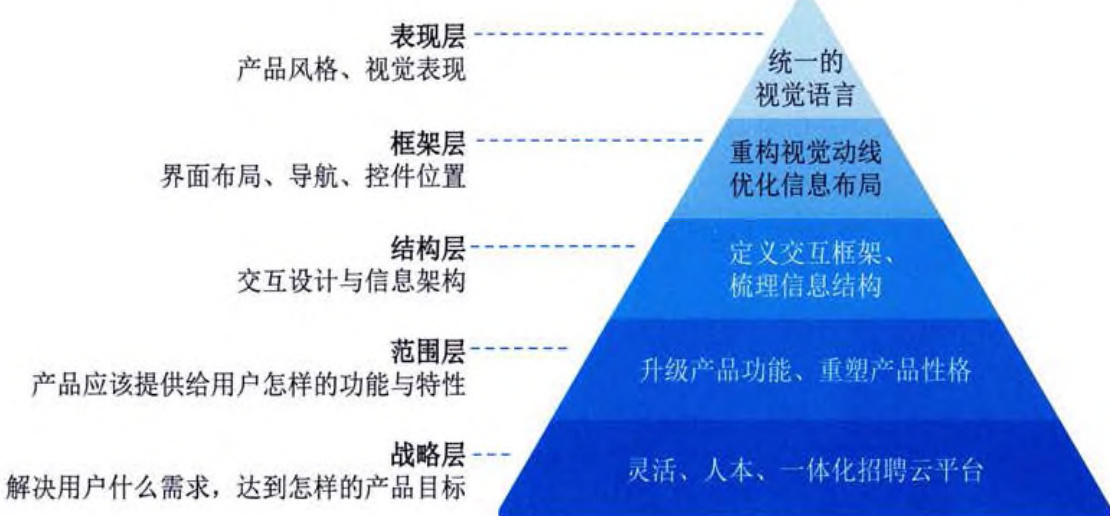 表现层
产品风格、视觉表现
统一的
视觉语言
框架层
界面布局、导航、控件位置
重构视觉动线
优化信息布局
结构层
交互设计与信息架构
定义交互框架、
梳理信息结构
范围层
产品应该提供给用户怎样的功能与特性
升级产品功能、重塑产品性格
战略层
解决用户什么需求，达到怎样的产品目标
灵活、人本、一体化招聘云平台